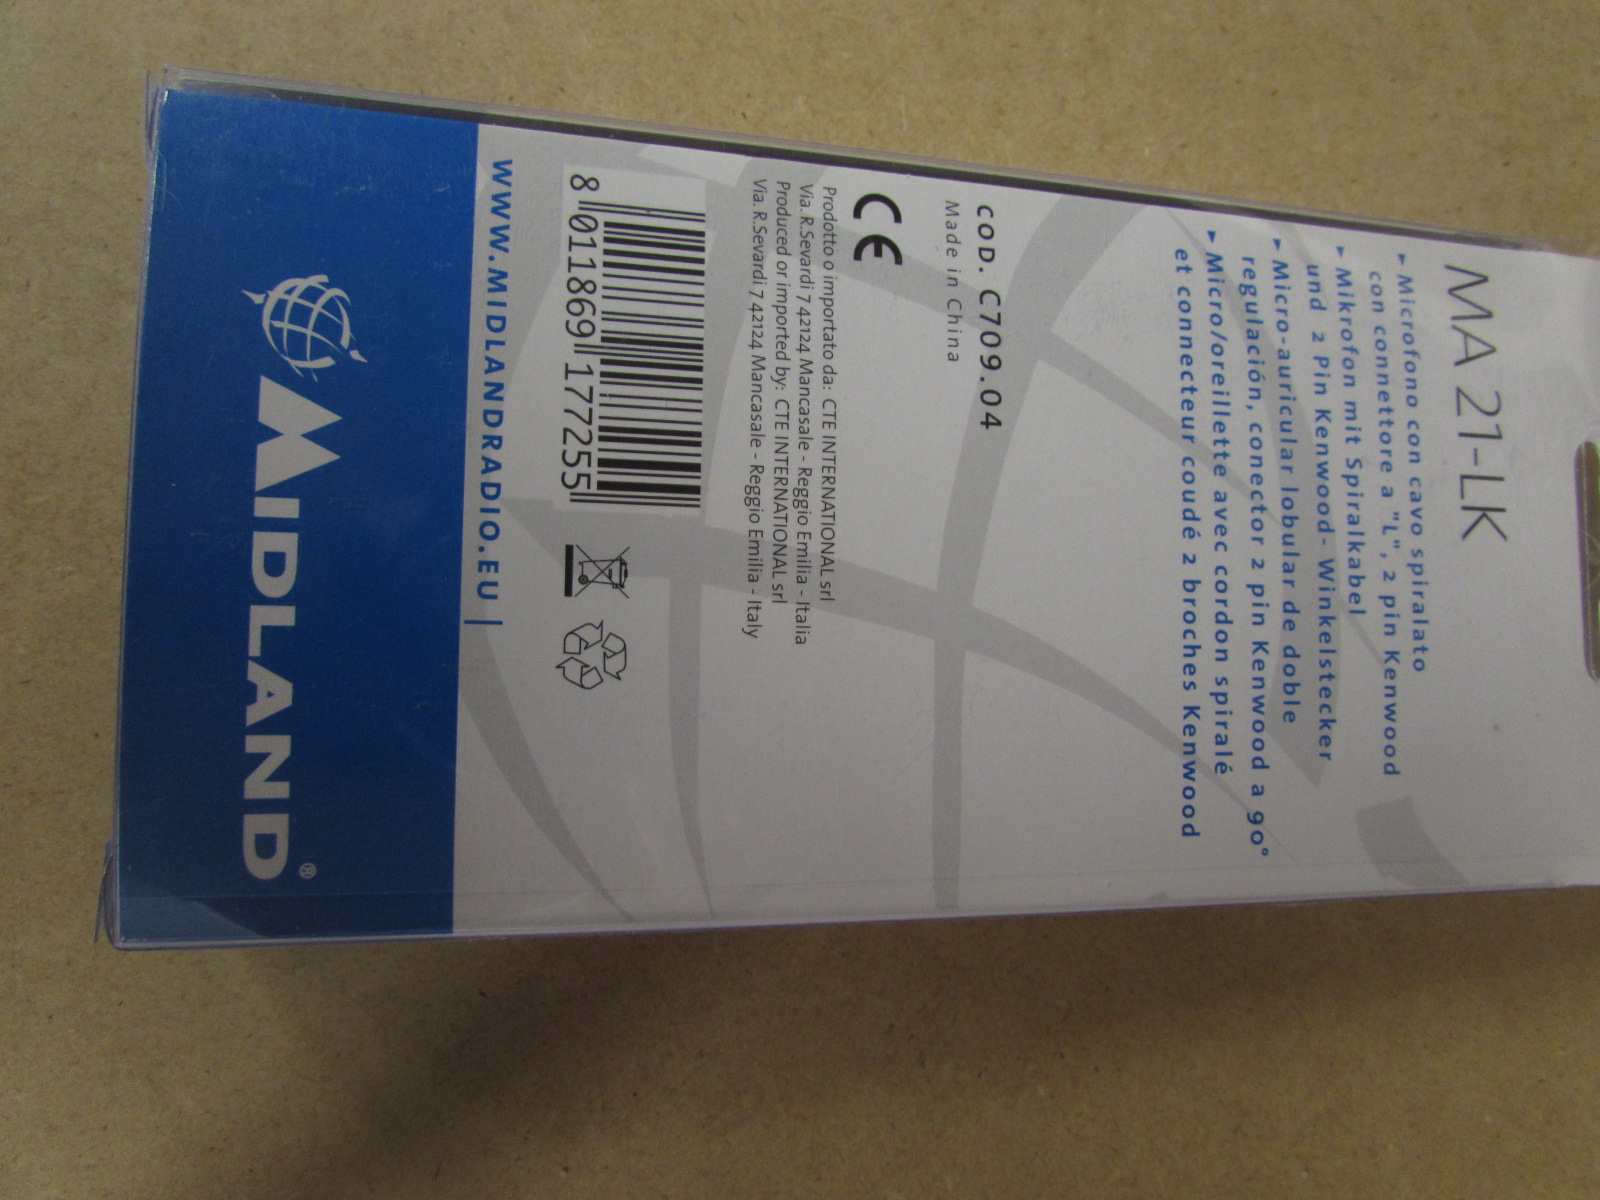 MA 21-LK
► Microfono con cavo spiralato
con connettore a "L", 2 pin Kenwood
► Mikrofon mit Spiralkabel
und 2 Pin Kenwood- Winkelstecker
► Micro-auricular lobular de doble
regulación, conector 2 pin Kenwood a 90°
► Micro/oreillette avec cordon spiralé
et connecteur coudé 2 broches Kenwood
COD. C709.04
Made in China
CE
Prodotto o importato da: CTE INTERNATIONAL srl
Via. R.Sevardi 7 42124 Mancasale - Reggio Emilia - Italia
Produced or imported by: CTE INTERNATIONAL srl
Via. R.Sevardi 7 42124 Mancasale - Reggio Emilia - Italy
8 011869 177255
WWW.MIDLANDRADIO.EU |
MIDLAND®